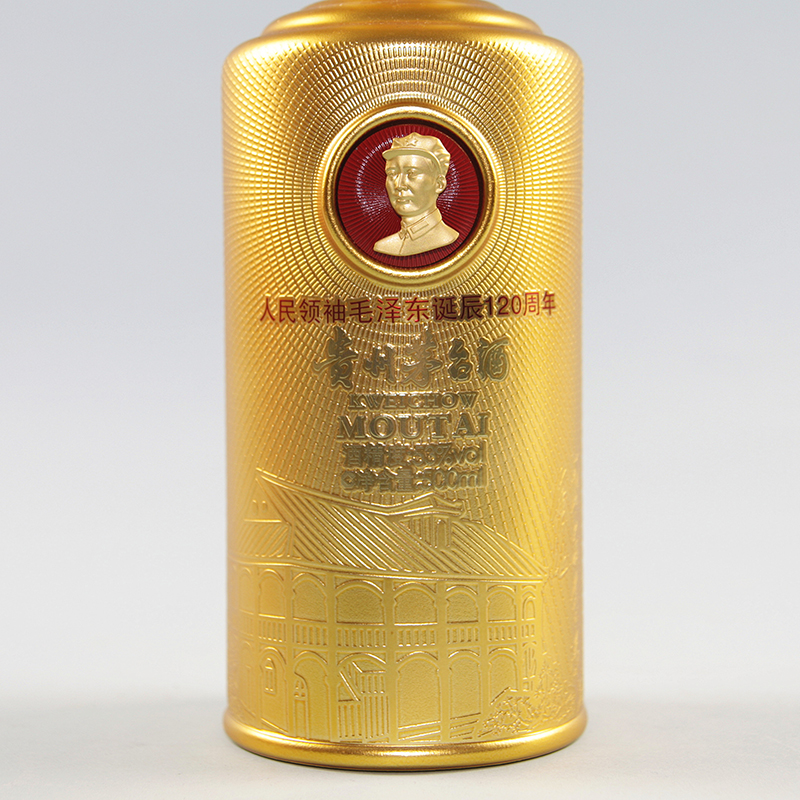 人民领袖毛泽东诞辰120周年
贵州茅台酒
KWEICHOW
MOUTAI
酒精度:53%vol
净含量:500ml